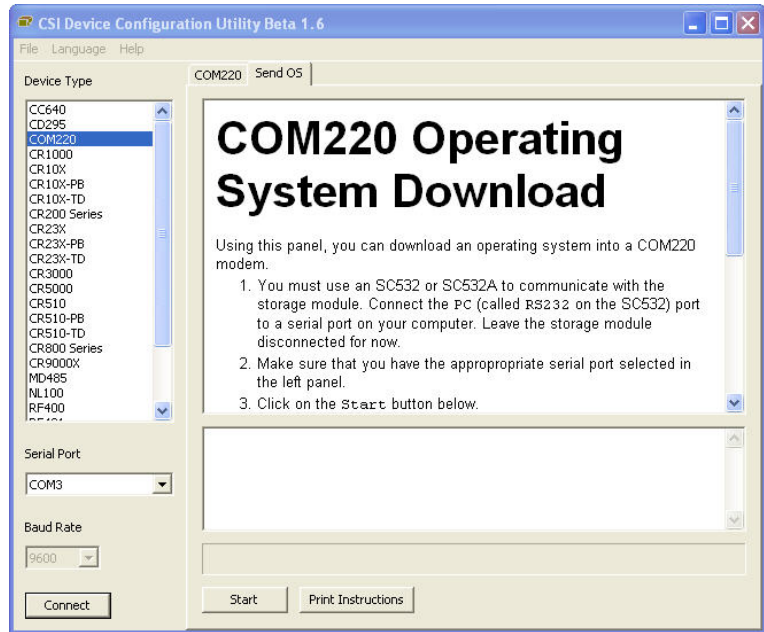 CSI Device Configuration Utility Beta 1.6
File Language Help
Device Type
CC640
CD295
COM220
CR1000
CR10X
CR10X-PB
CR10X-TD
CR200 Series
CR23X
CR23X-PB
CR23X-TD
CR3000
CR5000
CR510
CR510-PB
CR510-TD
CR800 Series
CR9000X
MD485
NL100
RF400
Serial Port
COM3
Baud Rate
9600
Connect
COM220 Send OS
COM220 Operating
System Download
Using this panel, you can download an operating system into a COM220
modem.
1. You must use an SC532 or SC532A to communicate with the
storage module. Connect the PC (called RS232 on the SC532) port
to a serial port on your computer. Leave the storage module
disconnected for now.
2. Make sure that you have the appropropriate serial port selected in
the left panel.
3. Click on the Start button below.
Start Print Instructions